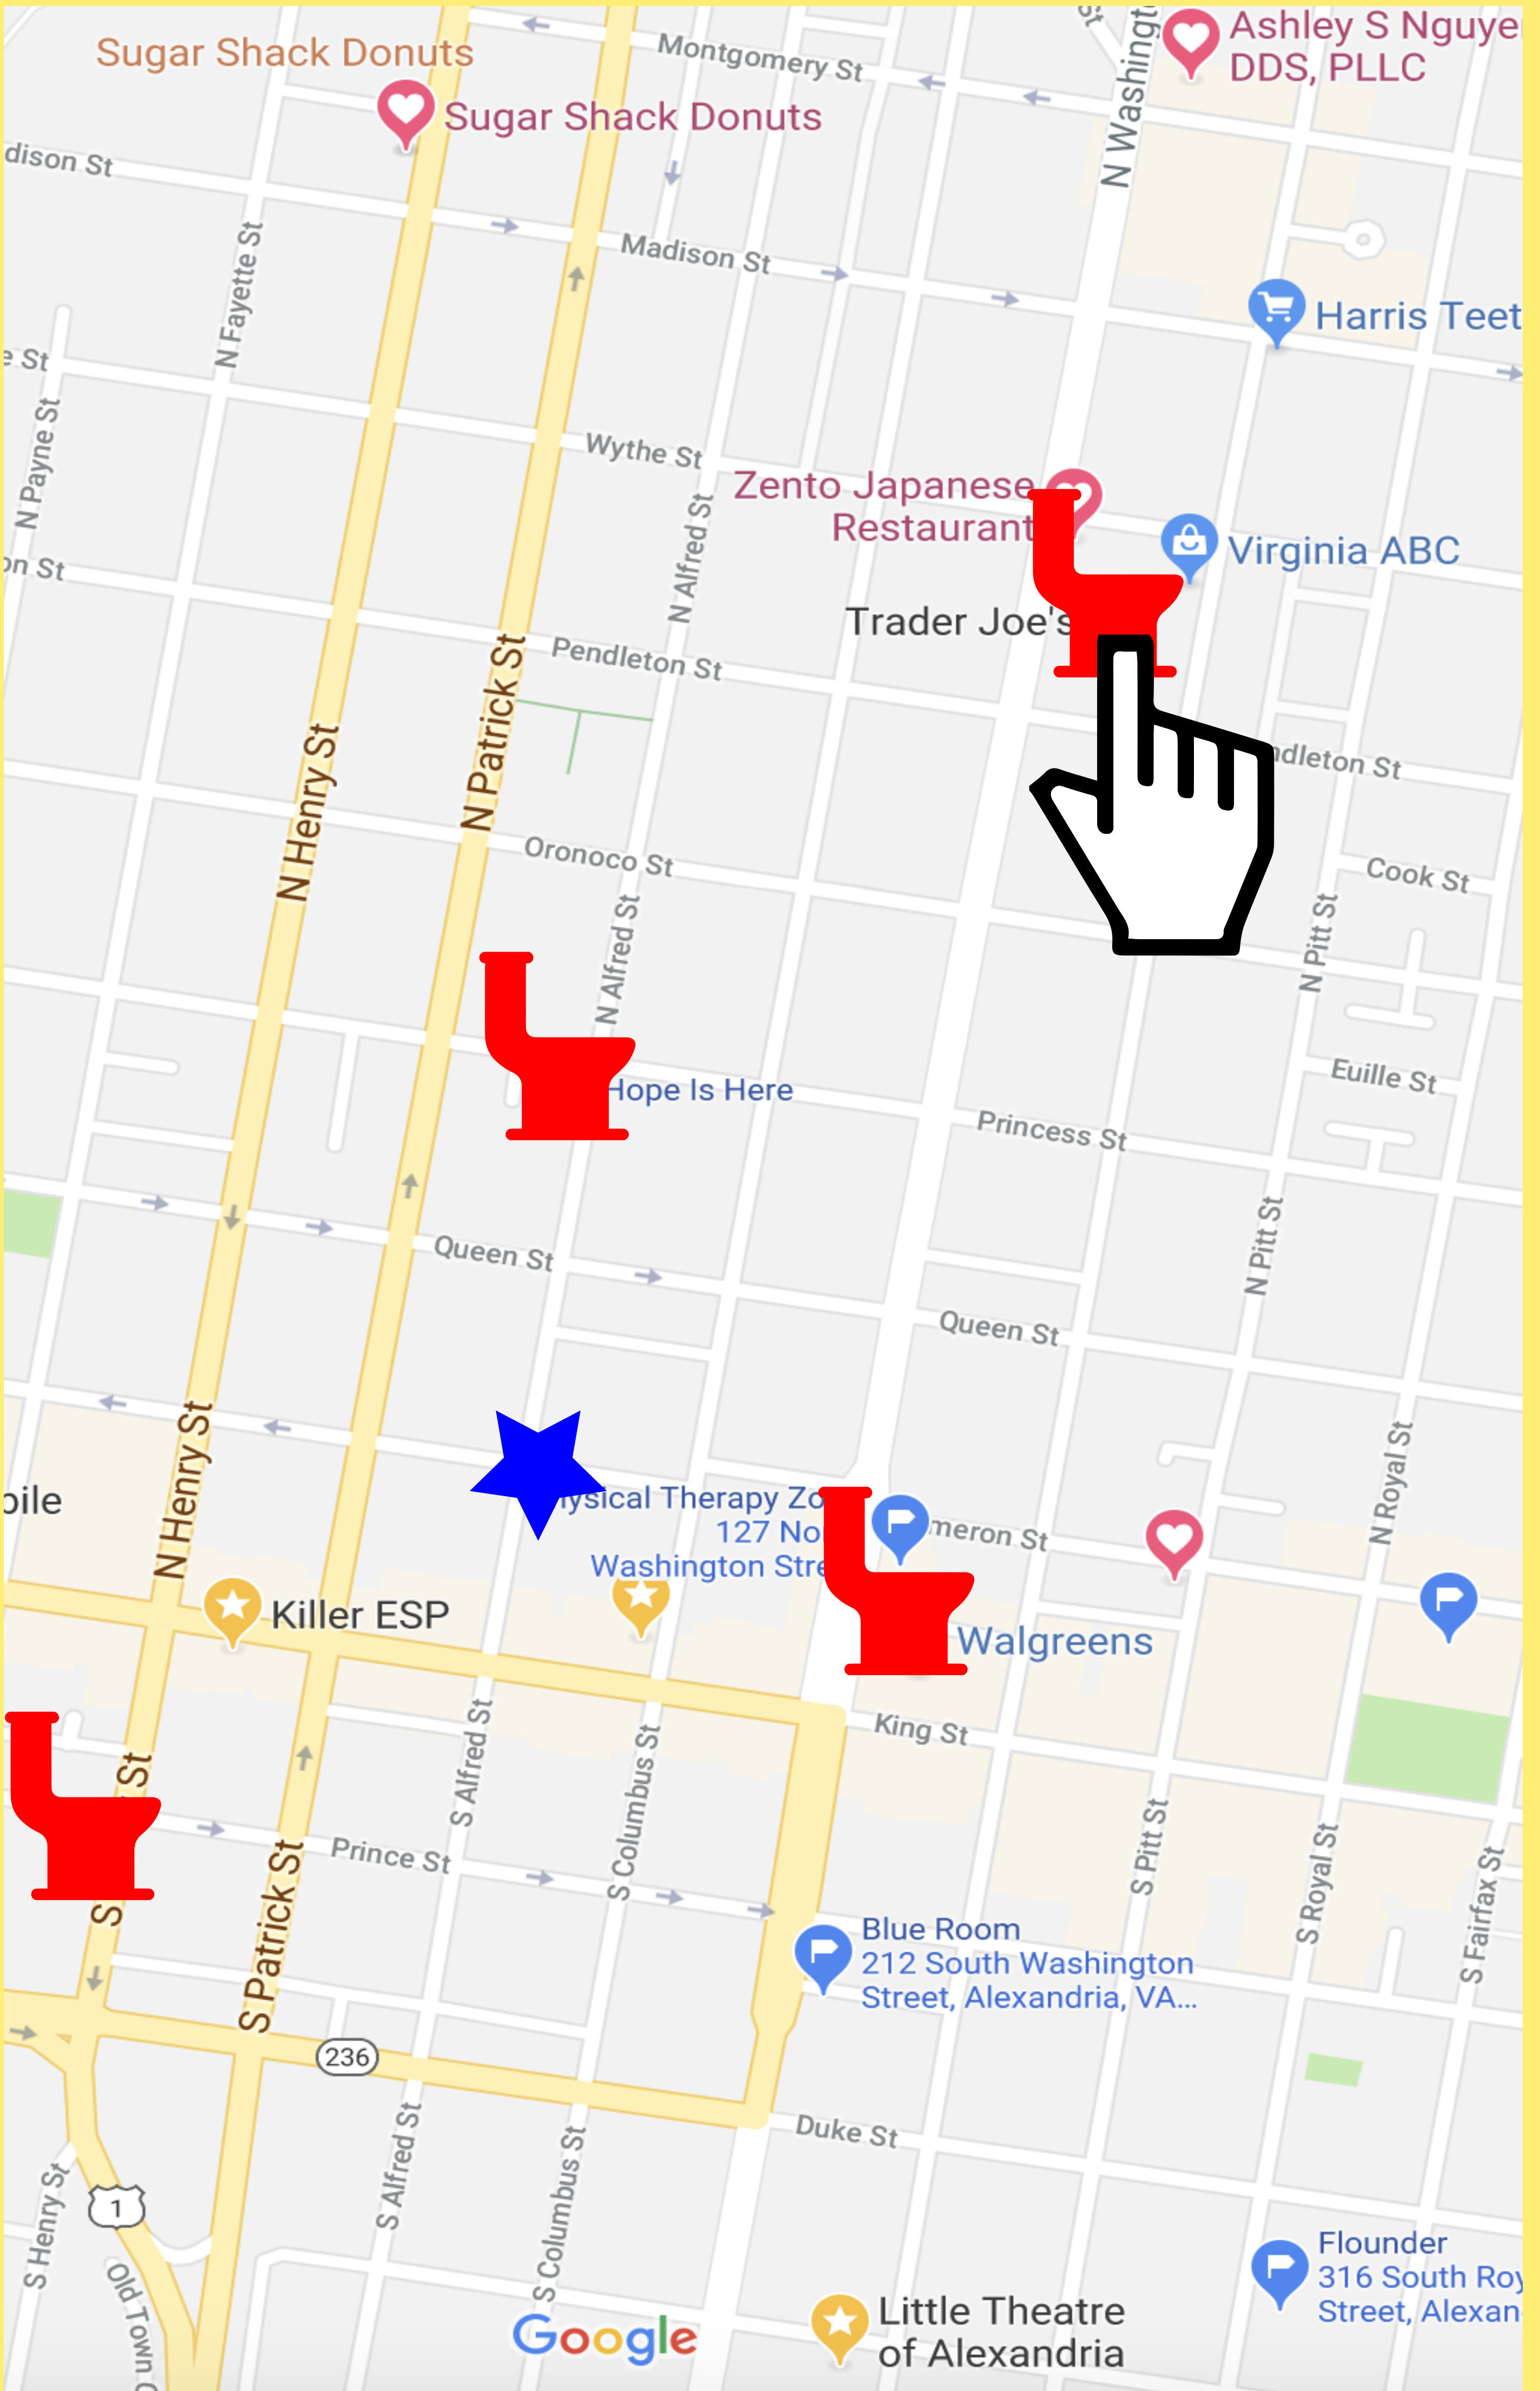 Montgomery St
St
N Washingt
Ashley S Nguye
DDS, PLLC
Sugar Shack Donuts
Sugar Shack Donuts
dison St
N Fayette St
Madison St
Harris Teet
e St
N Payne St
Wythe St
Zento Japanese
Restaurant
Virginia ABC
on St
N Alfred St
Trader Joe's
Pendleton St
N Patrick St
N Henry St
ndleton St
Oronoco St
Cook St
N Alfred St
N Pitt St
Hope Is Here
Euille St
Princess St
Queen St
N Pitt St
Queen St
N Henry St
N Royal St
pile
ysical Therapy Zo
127 No
Washington Stre
meron St
Killer ESP
Walgreens
King St
S Alfred St
S Columbus St
St
S
Prince St
S Patrick St
S Pitt St
S Royal St
S Fairfax St
Blue Room
212 South Washington
Street, Alexandria, VA...
236
Duke St
S Alfred St
S Columbus St
1
S Henry St
Old Town
Flounder
316 South Roy
Street, Alexan
Little Theatre
of Alexandria
Google